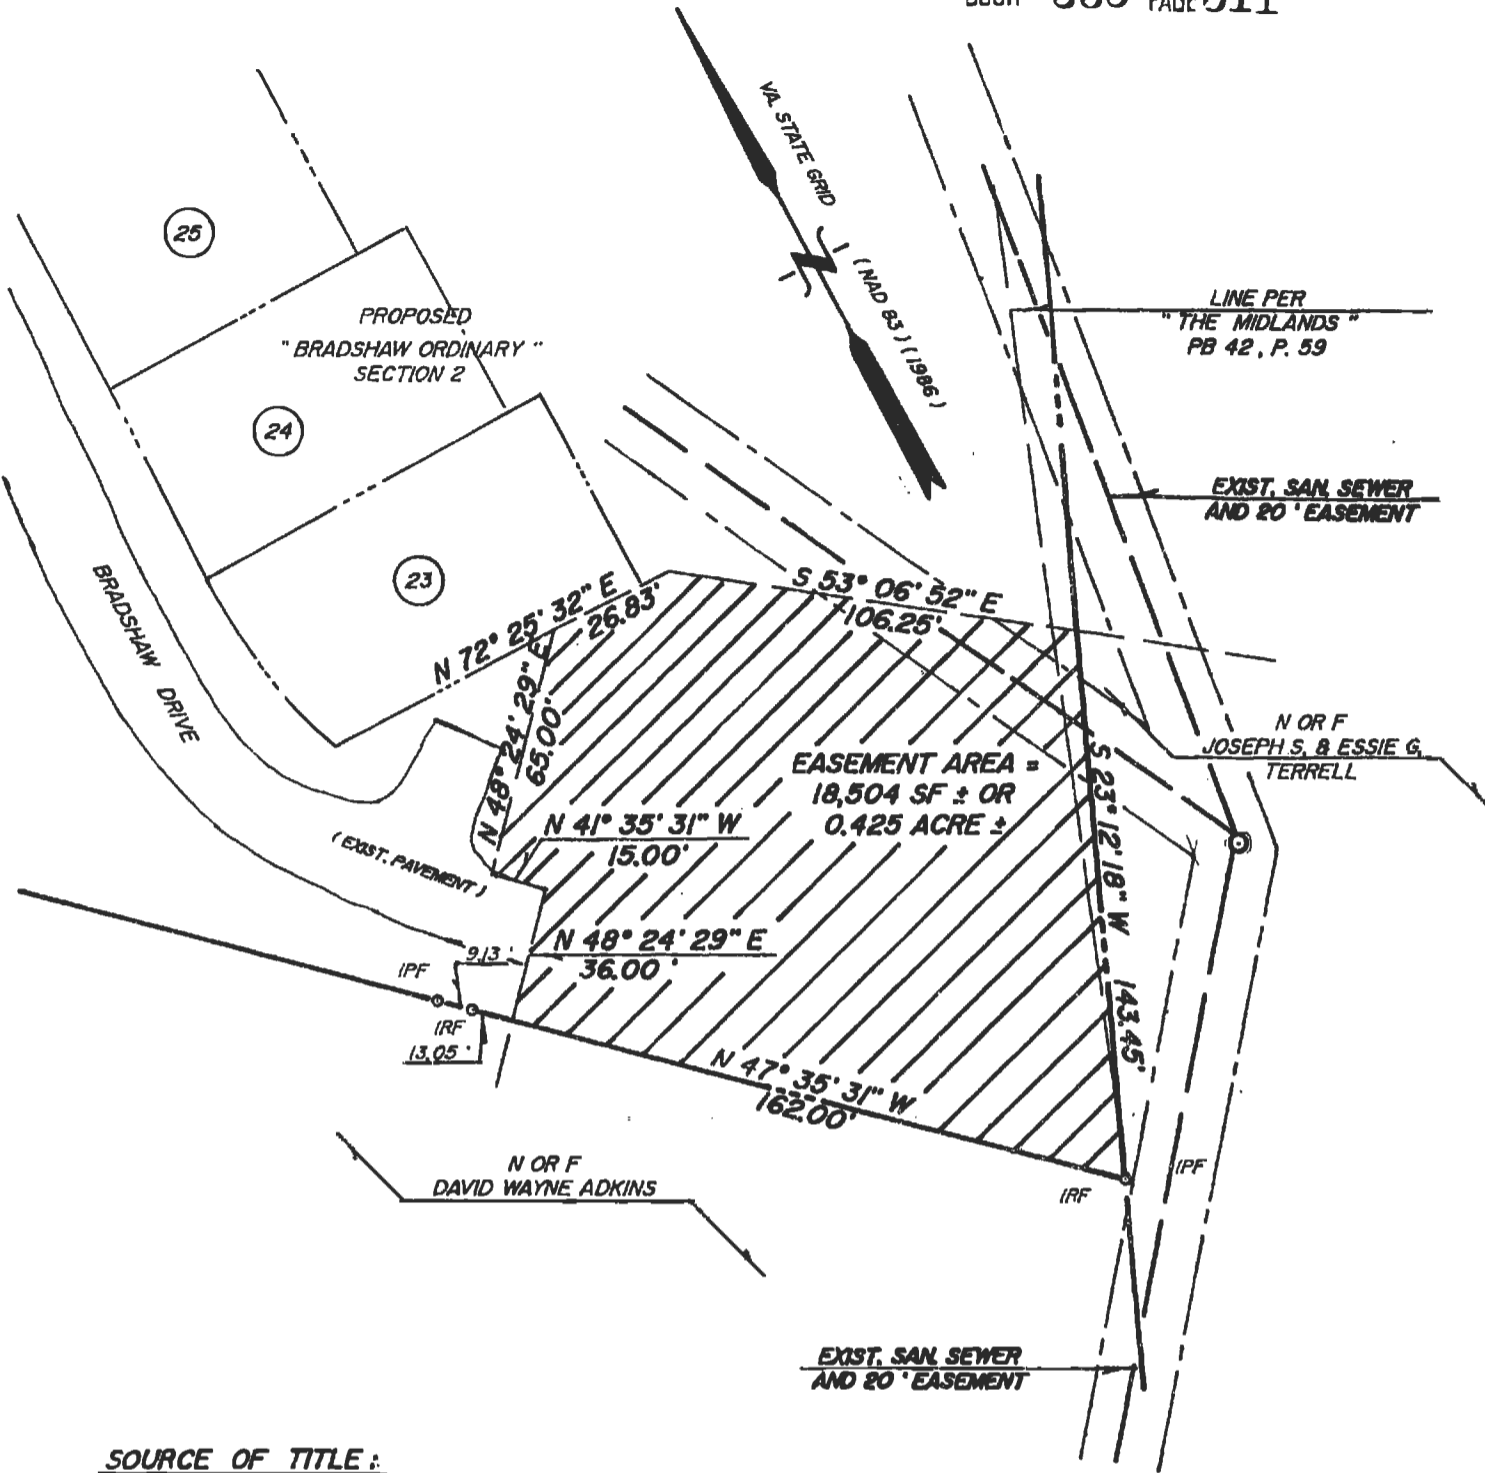 PAGE 511
VA. STATE GRID
(NAD 83) (1986)
25
PROPOSED
"BRADSHAW ORDINARY"
SECTION 2
LINE PER
"THE MIDLANDS"
PB 42, P. 59
24
EXIST. SAN. SEWER
AND 20' EASEMENT
23
BRADSHAW DRIVE
N 72° 25' 32" E
26.83'
S 53° 06' 52" E
106.25'
N 48° 24' 29" E
65.00'
N OR F
JOSEPH S. & ESSIE G.
TERRELL
EASEMENT AREA =
18,504 SF ± OR
0.425 ACRE ±
S 23° 12' 18" W 143.45'
N 41° 35' 31" W
15.00'
(EXIST. PAVEMENT)
N 48° 24' 29" E
36.00'
9.13'
IPF
IRF
13.05'
N 47° 35' 31" W
162.00'
N OR F
DAVID WAYNE ADKINS
IPF
IRF
EXIST. SAN. SEWER
AND 20' EASEMENT
SOURCE OF TITLE: